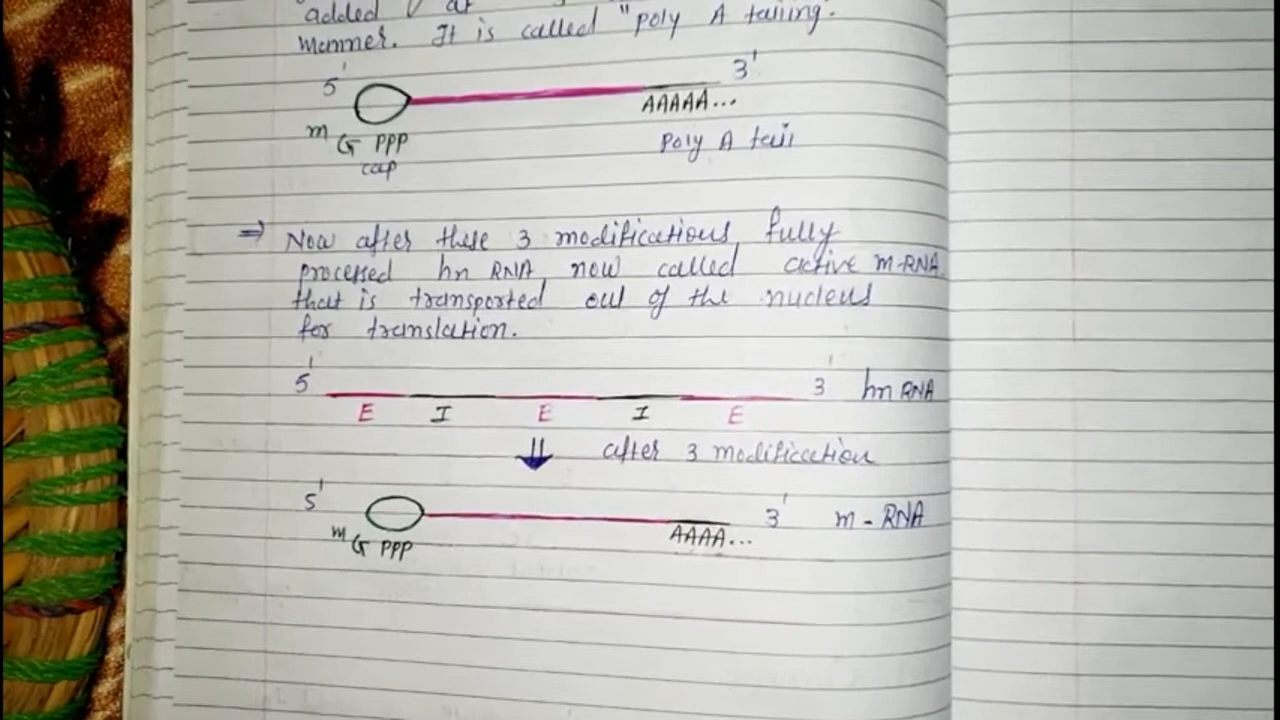 added at
manner. It is called "poly A tailing.
5' 3'
AAAAA...
m G PPP Poly A tail
cap
⇒ Now after these 3 modifications, fully
processed hn RNA, now called active m-RNA
that is transported out of the nucleus
for translation.
5' 3' hn RNA
E I E I E
⇓ after 3 modification
5' 3' m - RNA
m G PPP AAAA...